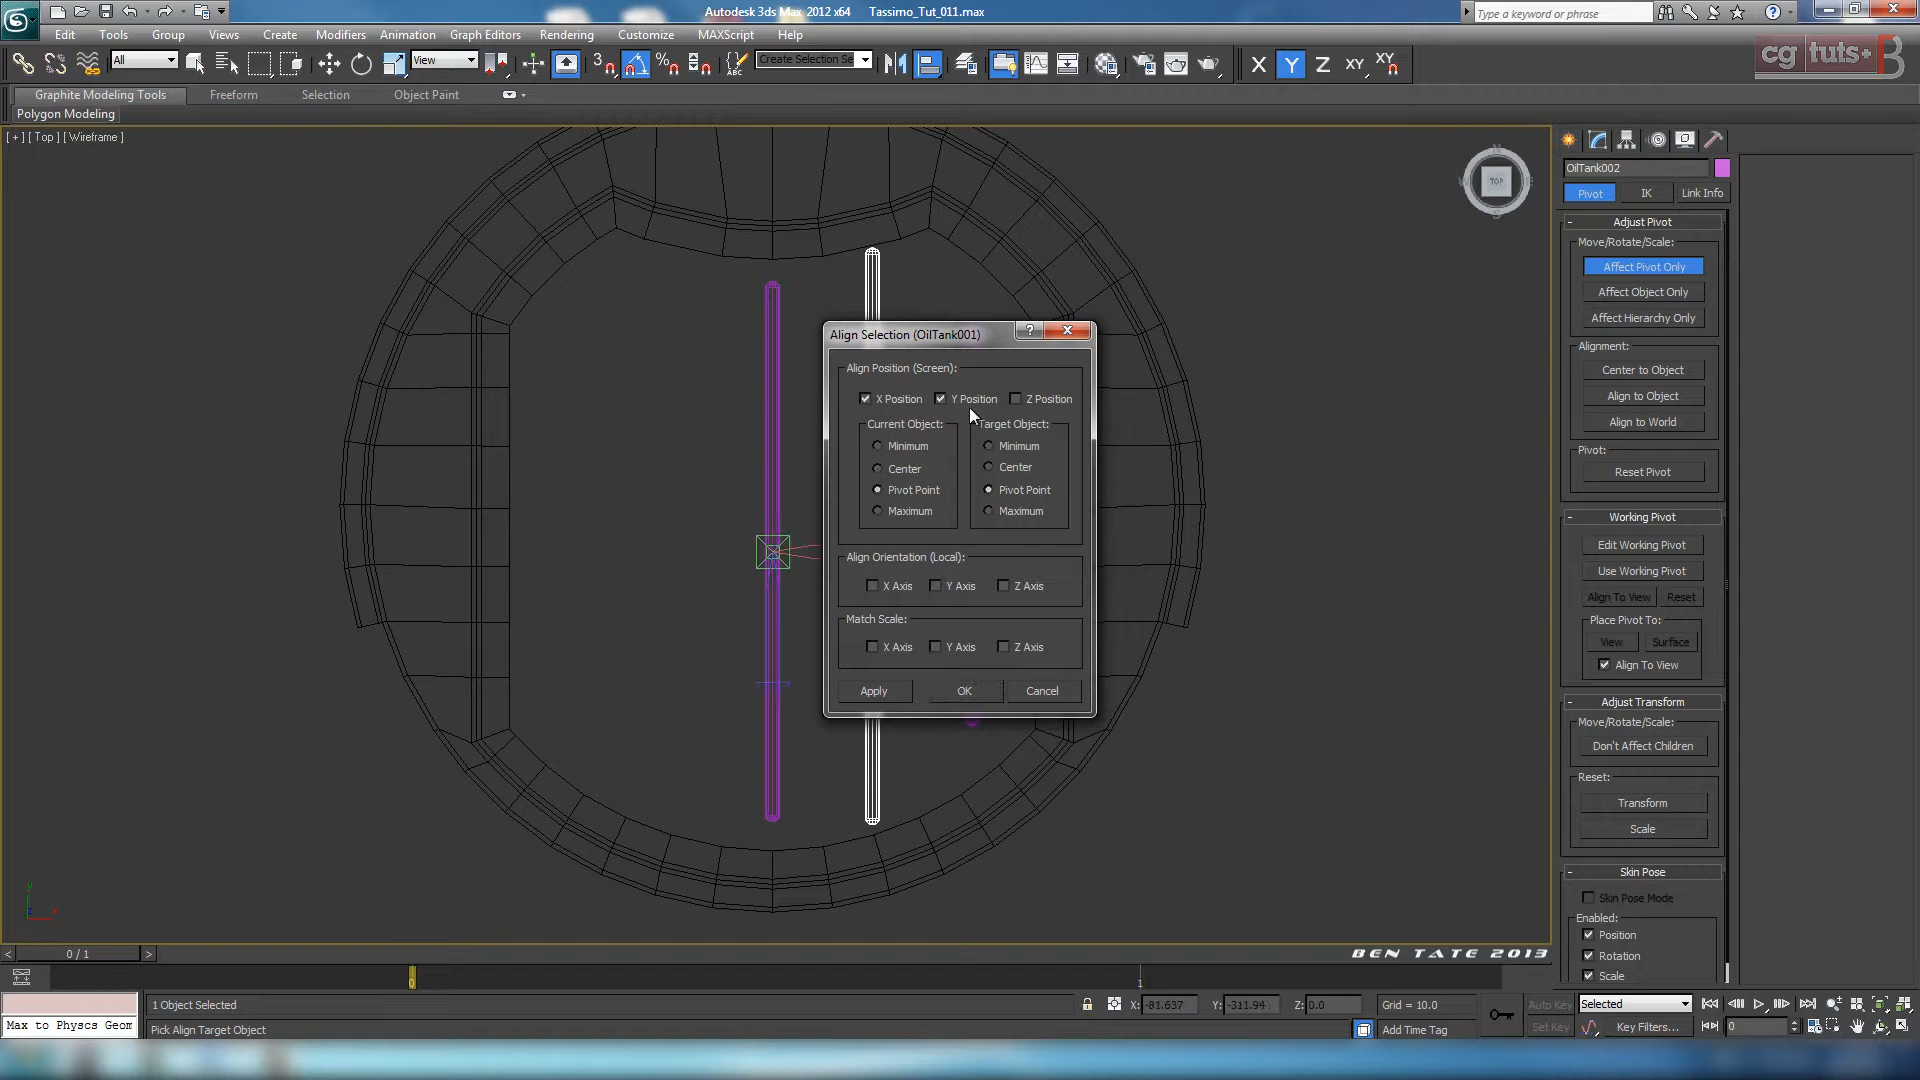 Autodesk 3ds Max 2012 x64 Tassimo_Tut_011.max
Type a keyword or phrase
Edit Tools Group Views Create Modifiers Animation Graph Editors Rendering Customize MAXScript Help
All View Create Selection Se X Y Z XY XY
cg tuts+
Graphite Modeling Tools Freeform Selection Object Paint
Polygon Modeling
[ + ] [ Top ] [ Wireframe ]
TOP
OilTank002
Pivot IK Link Info
- Adjust Pivot
Move/Rotate/Scale:
Affect Pivot Only
Affect Object Only
Affect Hierarchy Only
Alignment:
Center to Object
Align to Object
Align to World
Pivot:
Reset Pivot
- Working Pivot
Edit Working Pivot
Use Working Pivot
Align To View Reset
Place Pivot To:
View Surface
Align To View
- Adjust Transform
Move/Rotate/Scale:
Don't Affect Children
Reset:
Transform
Scale
- Skin Pose
Skin Pose Mode
Enabled:
Position
Rotation
Scale
Align Selection (OilTank001)
Align Position (Screen):
X Position Y Position Z Position
Current Object: Target Object:
Minimum Minimum
Center Center
Pivot Point Pivot Point
Maximum Maximum
Align Orientation (Local):
X Axis Y Axis Z Axis
Match Scale:
X Axis Y Axis Z Axis
Apply OK Cancel
y
z x
< 0 / 1 >
BEN TATE 2013
0 1
1 Object Selected X: -81.637 Y: -311.941 Z: 0.0 Grid = 10.0 Auto Key Selected
Max to Physcs Geom Pick Align Target Object Add Time Tag Set Key Key Filters... 0